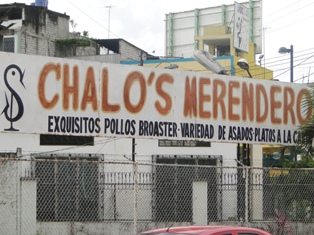 CHALO'S MERENDERO
EXQUISITOS POLLOS BROASTER-VARIEDAD DE ASADOS-PLATOS A LA